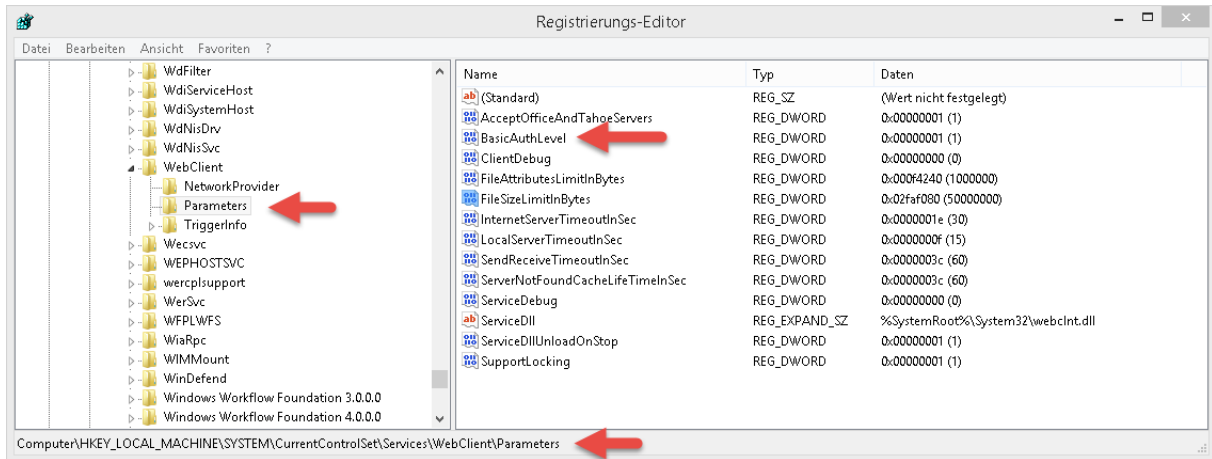 Registrierungs-Editor
Datei Bearbeiten Ansicht Favoriten ?
WdFilter
WdiServiceHost
WdiSystemHost
WdNisDrv
WdNisSvc
WebClient
NetworkProvider
Parameters
TriggerInfo
Wecsvc
WEPHOSTSVC
wercplsupport
WerSvc
WFPLWFS
WiaRpc
WIMMount
WinDefend
Windows Workflow Foundation 3.0.0.0
Windows Workflow Foundation 4.0.0.0
Name Typ Daten
(Standard) REG_SZ (Wert nicht festgelegt)
AcceptOfficeAndTahoeServers REG_DWORD 0x00000001 (1)
BasicAuthLevel REG_DWORD 0x00000001 (1)
ClientDebug REG_DWORD 0x00000000 (0)
FileAttributesLimitInBytes REG_DWORD 0x000f4240 (1000000)
FileSizeLimitInBytes REG_DWORD 0x02faf080 (50000000)
InternetServerTimeoutInSec REG_DWORD 0x0000001e (30)
LocalServerTimeoutInSec REG_DWORD 0x0000000f (15)
SendReceiveTimeoutInSec REG_DWORD 0x0000003c (60)
ServerNotFoundCacheLifeTimeInSec REG_DWORD 0x0000003c (60)
ServiceDebug REG_DWORD 0x00000000 (0)
ServiceDll REG_EXPAND_SZ %SystemRoot%\System32\webclnt.dll
ServiceDllUnloadOnStop REG_DWORD 0x00000001 (1)
SupportLocking REG_DWORD 0x00000001 (1)
Computer\HKEY_LOCAL_MACHINE\SYSTEM\CurrentControlSet\Services\WebClient\Parameters